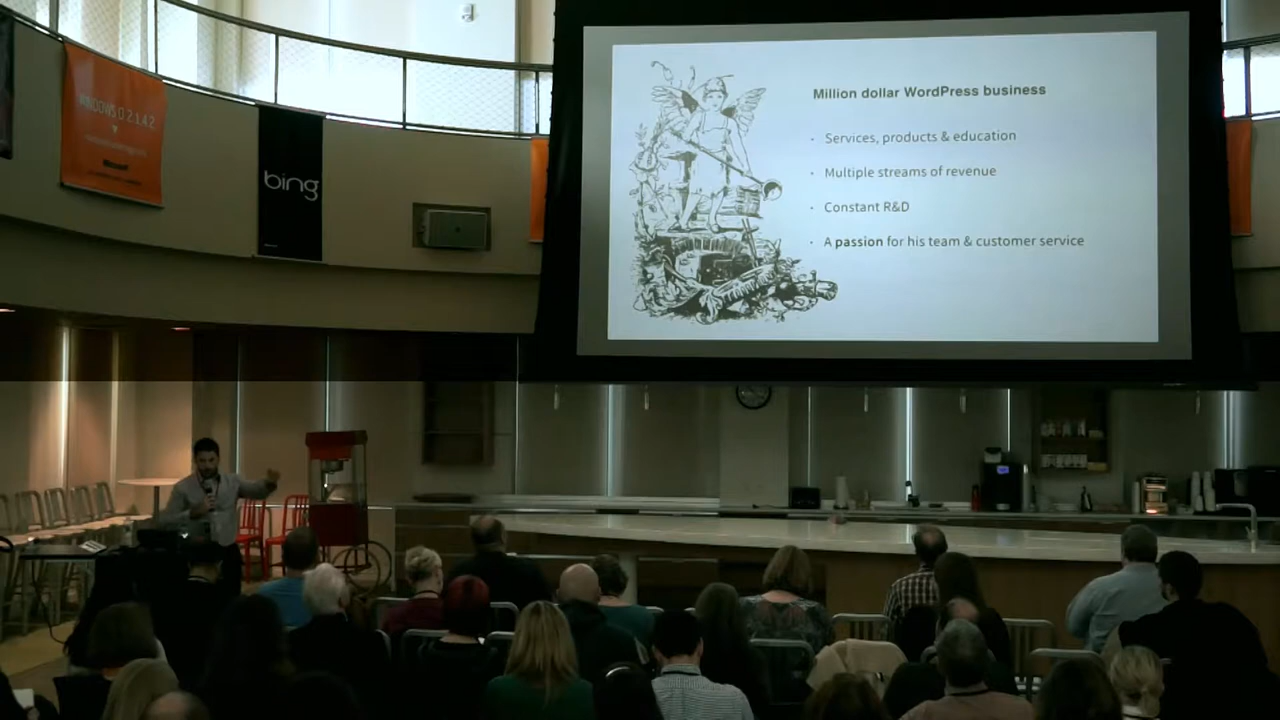 Million dollar WordPress business
· Services, products & education
· Multiple streams of revenue
· Constant R&D
· A passion for his team & customer service
bing
Microsoft